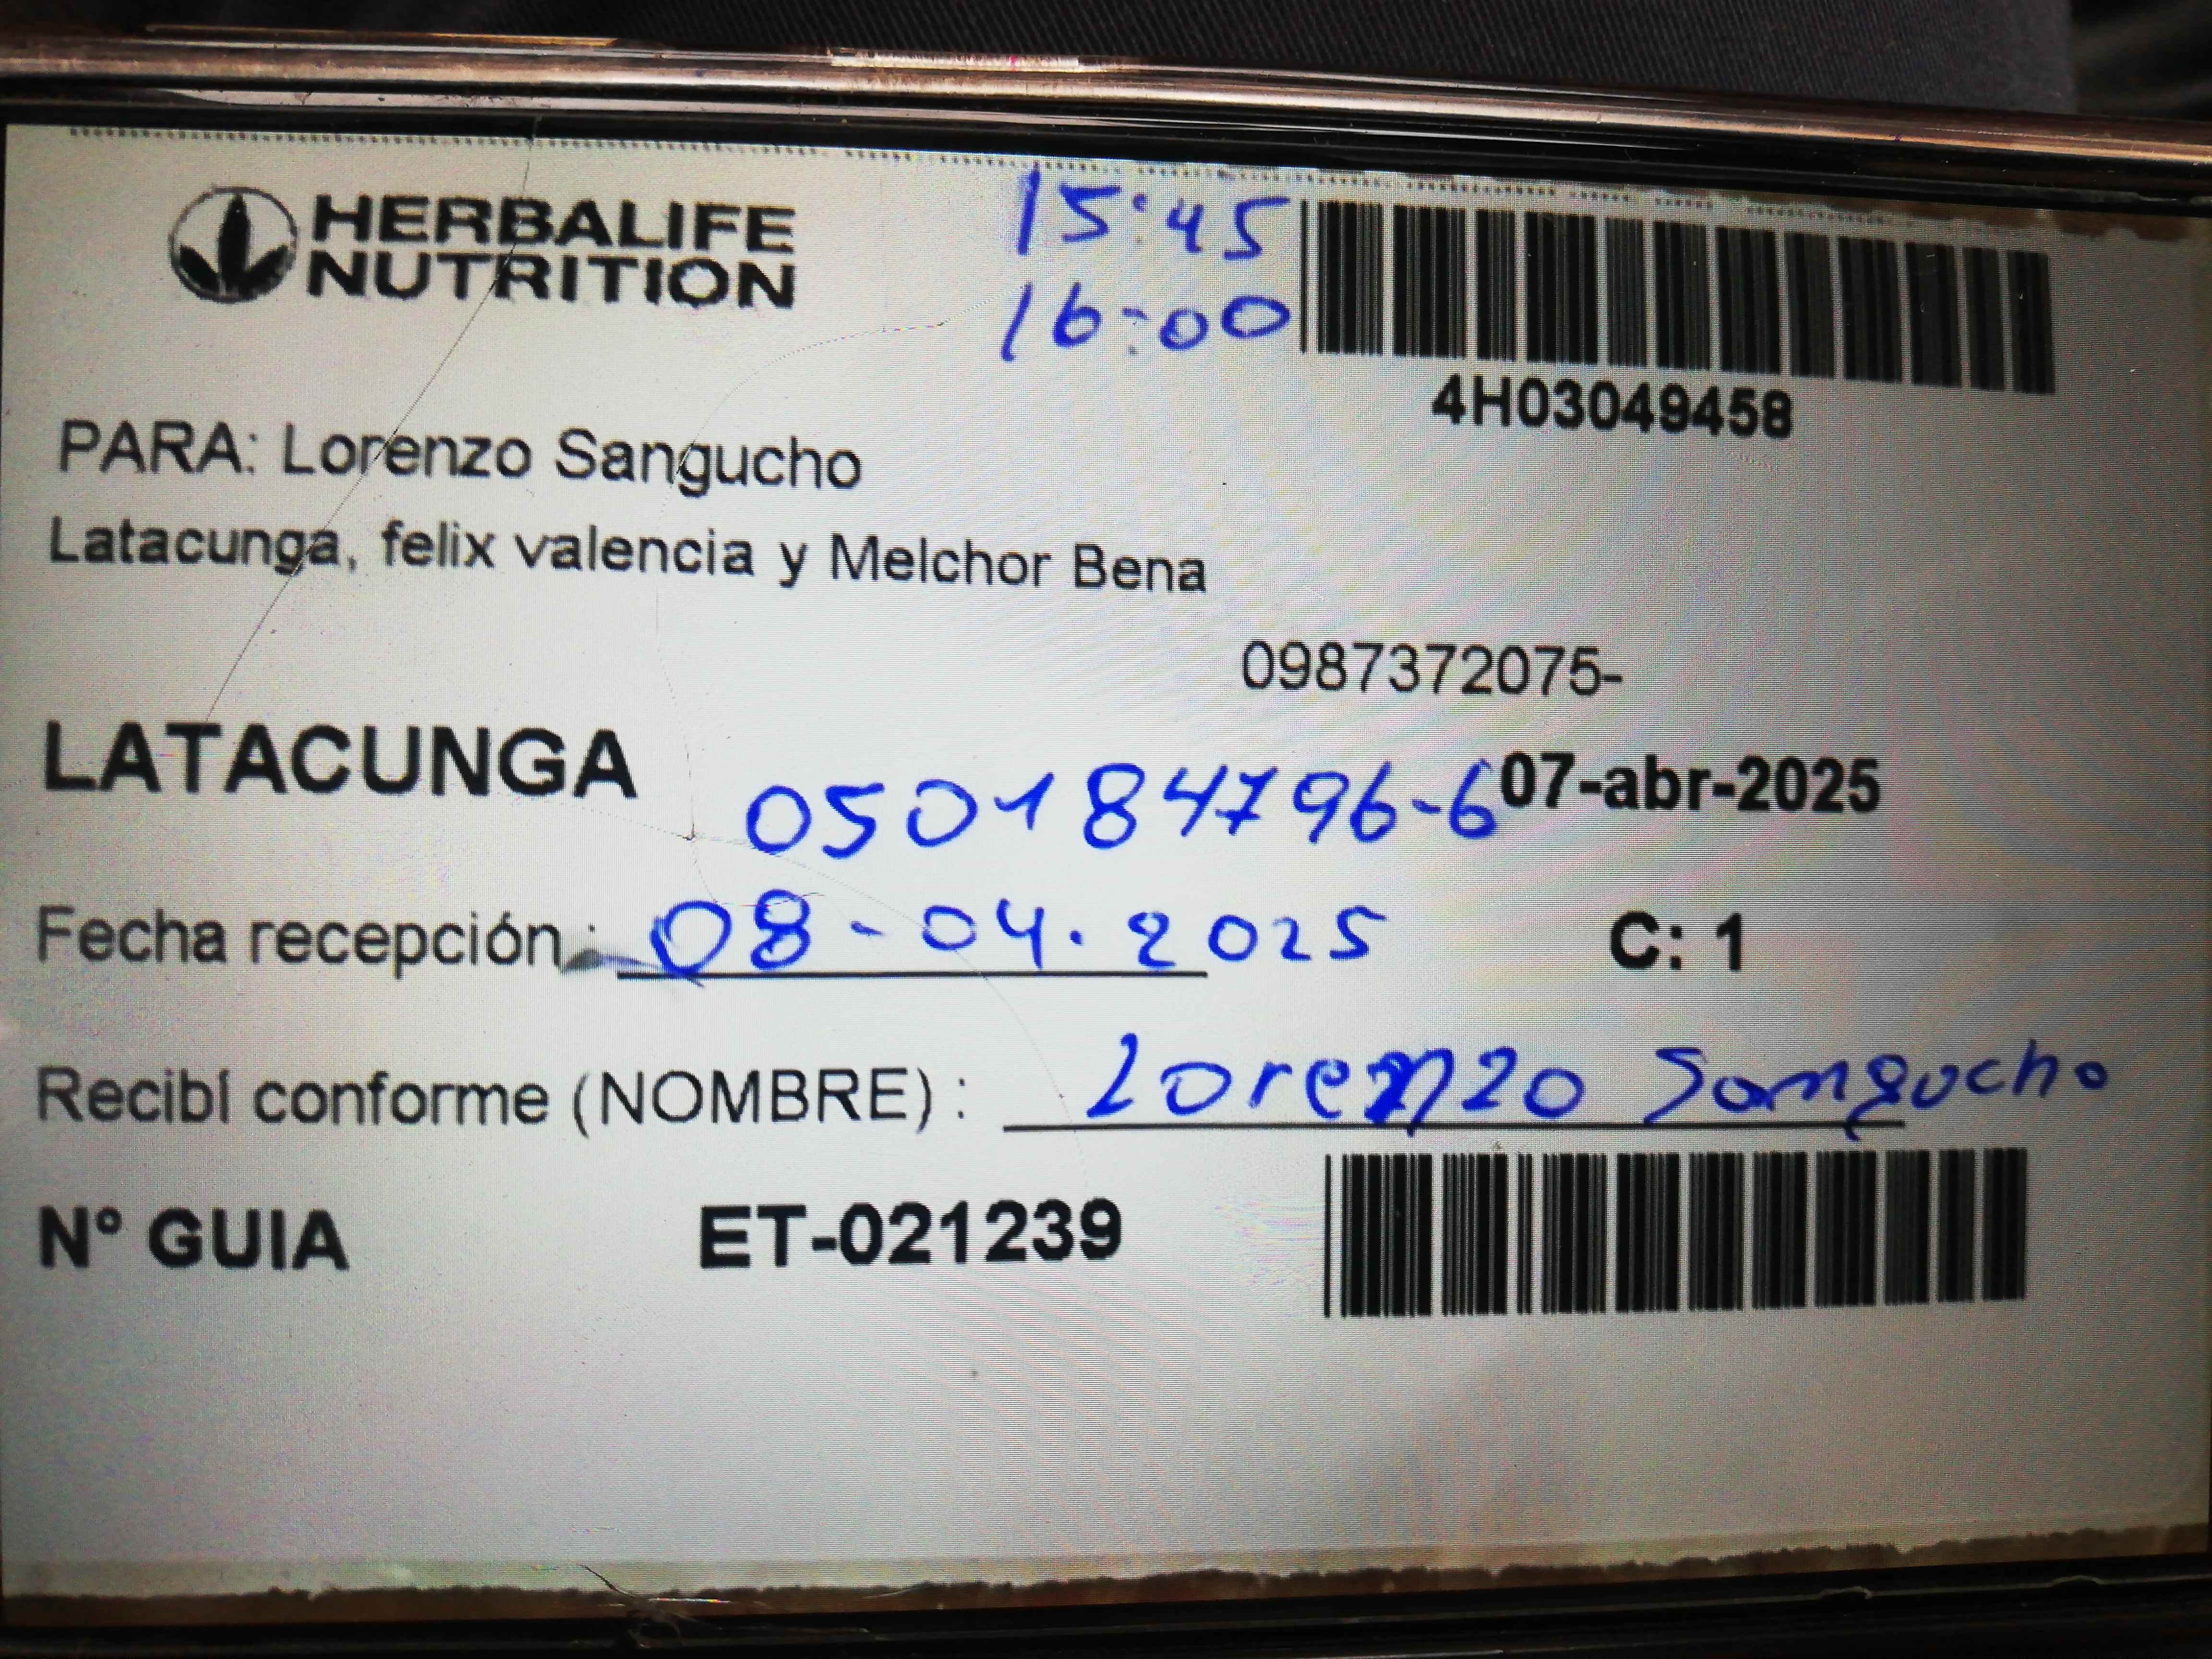 HERBALIFE
NUTRITION
15:45
16:00
4H03049458
PARA: Lorenzo Sangucho
Latacunga, felix valencia y Melchor Bena
0987372075-
LATACUNGA
050184796-6
07-abr-2025
Fecha recepción : 08-04.2025
C: 1
Recibí conforme (NOMBRE) : Lorenzo Sangucho
N° GUIA ET-021239